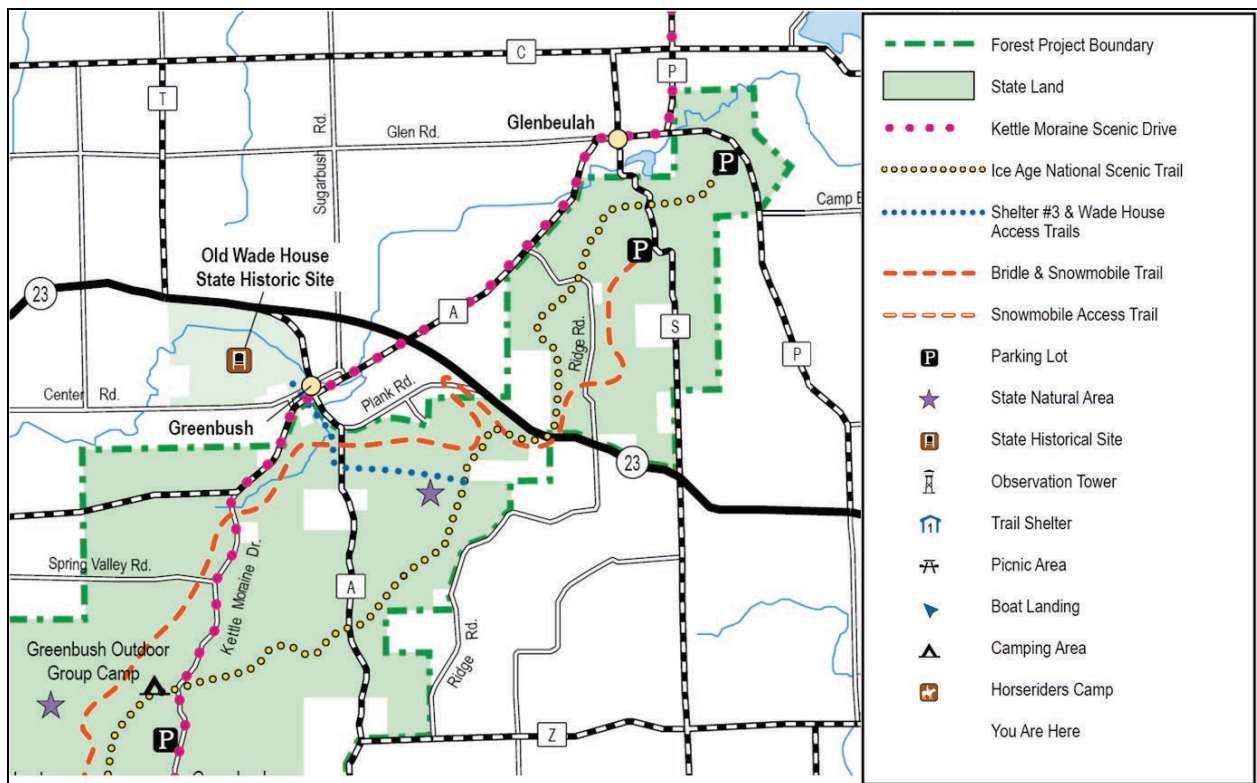 C
P
T
Sugarbush Rd.
Glenbeulah
Glen Rd.
P
Camp
Old Wade House
State Historic Site
P
23
A
Ridge Rd.
S
P
Center Rd.
Plank Rd.
Greenbush
23
Spring Valley Rd.
Kettle Moraine Dr.
A
Greenbush Outdoor
Group Camp
Ridge Rd.
P
Z
Forest Project Boundary
State Land
Kettle Moraine Scenic Drive
Ice Age National Scenic Trail
Shelter #3 & Wade House
Access Trails
Bridle & Snowmobile Trail
Snowmobile Access Trail
P Parking Lot
State Natural Area
State Historical Site
Observation Tower
1 Trail Shelter
Picnic Area
Boat Landing
Camping Area
Horseriders Camp
You Are Here